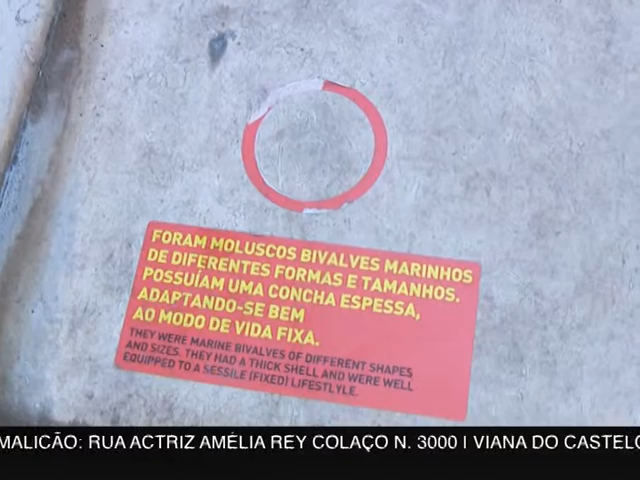 FORAM MOLUSCOS BIVALVES MARINHOS
DE DIFERENTES FORMAS E TAMANHOS.
POSSUÍAM UMA CONCHA ESPESSA,
ADAPTANDO-SE BEM
AO MODO DE VIDA FIXA.
THEY WERE MARINE BIVALVES OF DIFFERENT SHAPES
AND SIZES. THEY HAD A THICK SHELL AND WERE WELL
EQUIPPED TO A SESSILE (FIXED) LIFESTLYLE.
MALICÃO: RUA ACTRIZ AMÉLIA REY COLAÇO N. 3000 | VIANA DO CASTELO